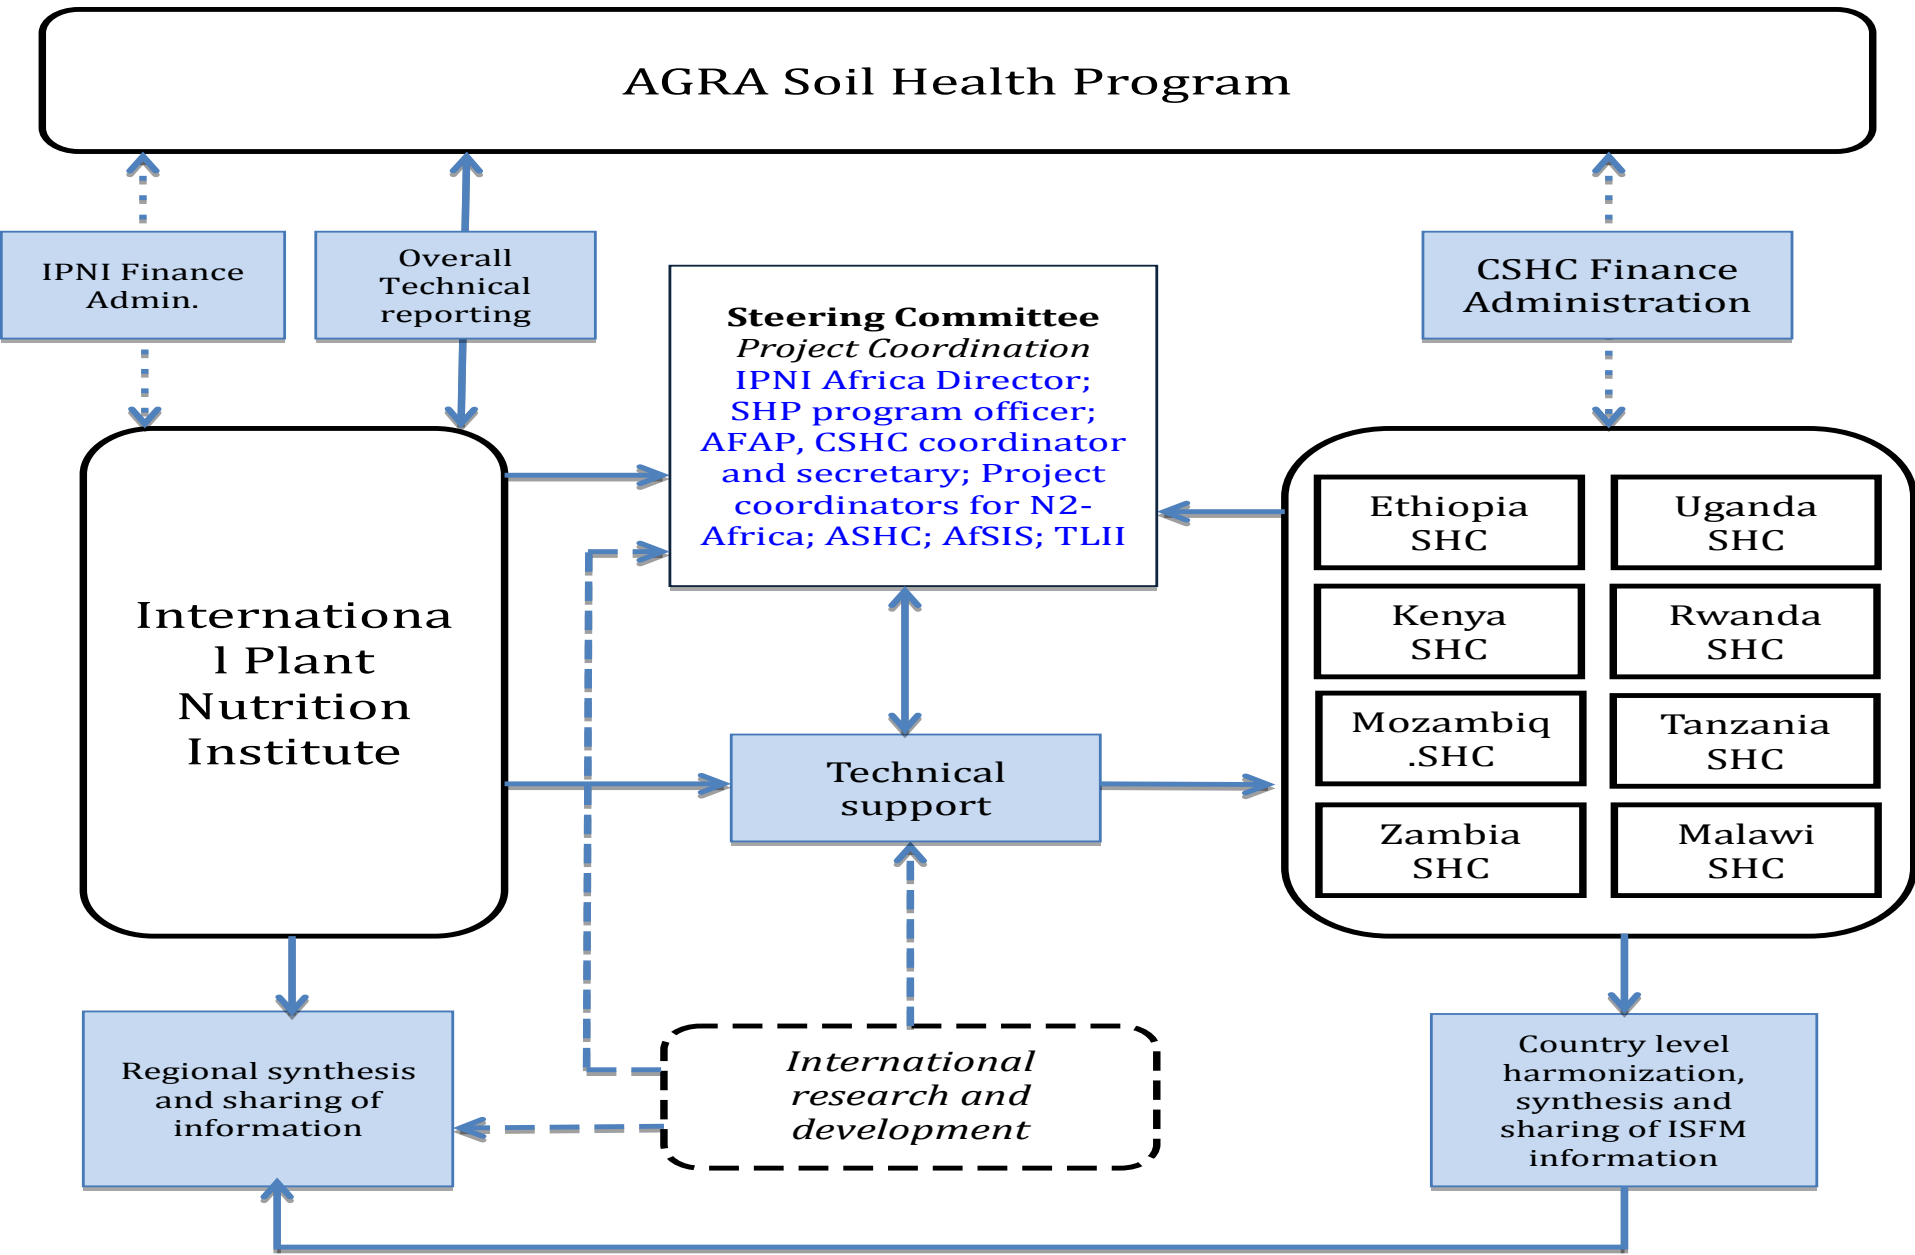 AGRA Soil Health Program
IPNI Finance
Admin.
Overall
Technical
reporting
CSHC Finance
Administration
Steering Committee
Project Coordination
IPNI Africa Director;
SHP program officer;
AFAP, CSHC coordinator
and secretary; Project
coordinators for N2-
Africa; ASHC; AfSIS; TLII
Internationa
l Plant
Nutrition
Institute
Ethiopia
SHC
Uganda
SHC
Kenya
SHC
Rwanda
SHC
Mozambiq
.SHC
Tanzania
SHC
Zambia
SHC
Malawi
SHC
Technical
support
Regional synthesis
and sharing of
information
International
research and
development
Country level
harmonization,
synthesis and
sharing of ISFM
information